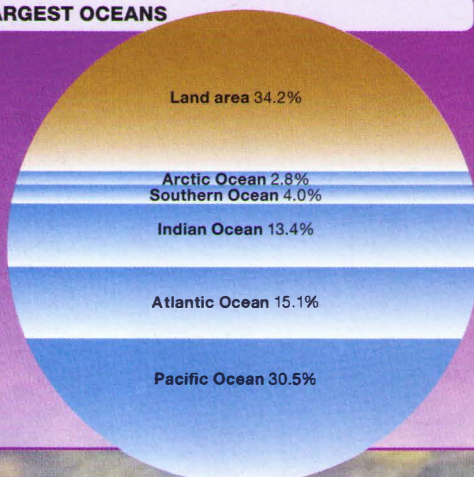 ARGEST OCEANS
Land area 34.2%
Arctic Ocean 2.8%
Southern Ocean 4.0%
Indian Ocean 13.4%
Atlantic Ocean 15.1%
Pacific Ocean 30.5%